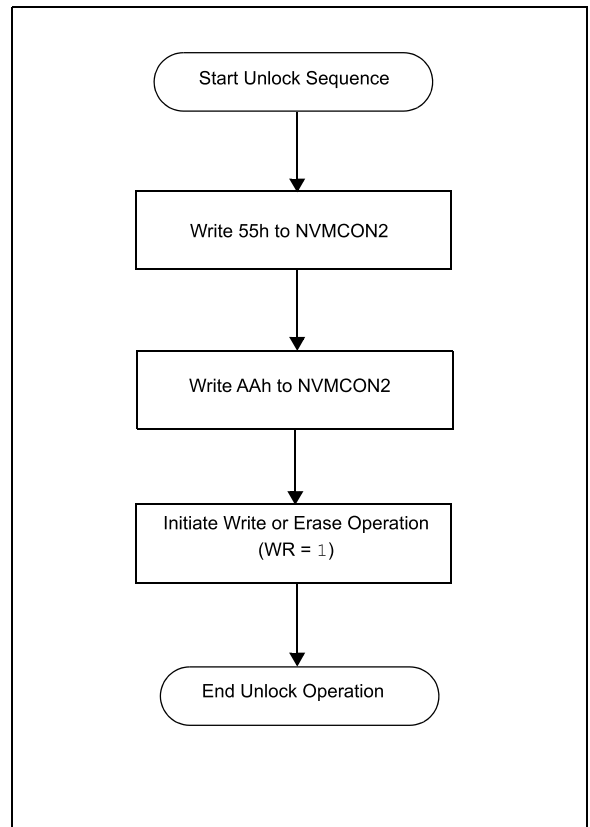 Start Unlock Sequence
Write 55h to NVMCON2
Write AAh to NVMCON2
Initiate Write or Erase Operation
(WR = 1)
End Unlock Operation